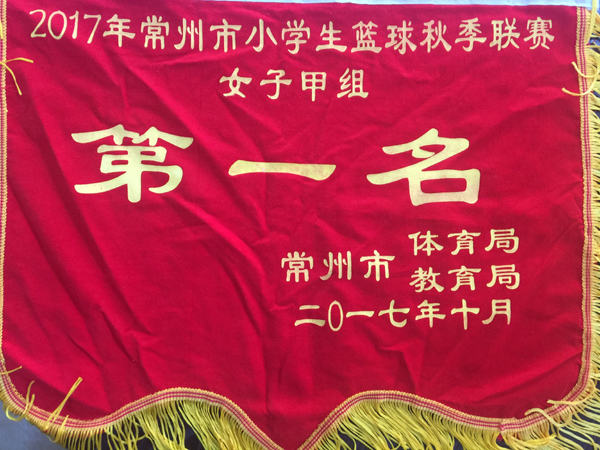 2017年常州市小学生篮球秋季联赛
女子甲组
第一名
常州市 体育局
教育局
二〇一七年十月